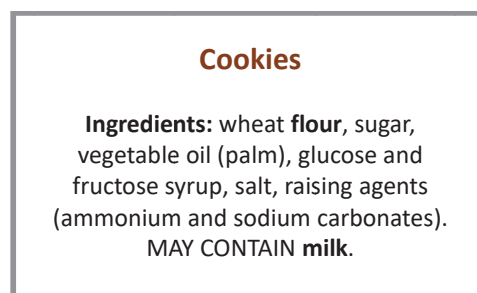 Cookies
Ingredients: wheat flour, sugar,
vegetable oil (palm), glucose and
fructose syrup, salt, raising agents
(ammonium and sodium carbonates).
MAY CONTAIN milk.